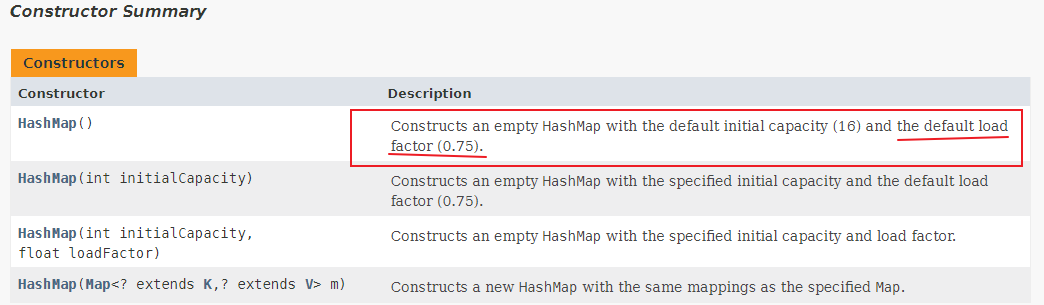 Constructor Summary
Constructors
Constructor Description
HashMap() Constructs an empty HashMap with the default initial capacity (16) and the default load
factor (0.75).
HashMap(int initialCapacity) Constructs an empty HashMap with the specified initial capacity and the default load
factor (0.75).
HashMap(int initialCapacity,
float loadFactor) Constructs an empty HashMap with the specified initial capacity and load factor.
HashMap(Map<? extends K,? extends V> m) Constructs a new HashMap with the same mappings as the specified Map.